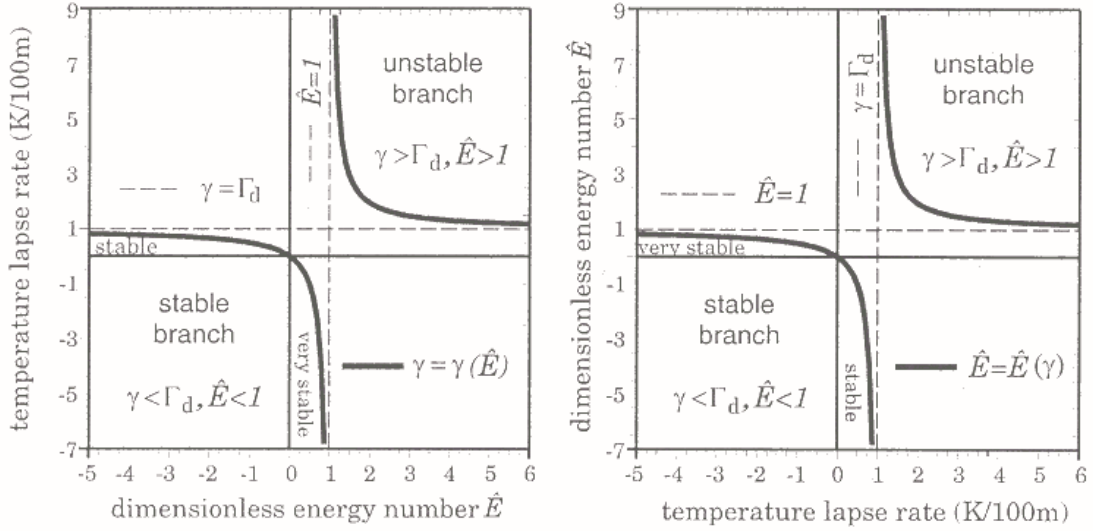 temperature lapse rate (K/100m)
9
7
5
3
1
-1
-3
-5
-7
Ê=1
unstable
branch
γ>Γd, Ê>1
γ=Γd
stable
stable
branch
γ<Γd, Ê<1
very stable
γ=γ(Ê)
-5 -4 -3 -2 -1 0 1 2 3 4 5 6
dimensionless energy number Ê
dimensionless energy number Ê
9
7
5
3
1
-1
-3
-5
-7
γ=Γd
unstable
branch
γ>Γd, Ê>1
Ê=1
very stable
stable
branch
γ<Γd, Ê<1
stable
Ê=Ê(γ)
-5 -4 -3 -2 -1 0 1 2 3 4 5 6
temperature lapse rate (K/100m)